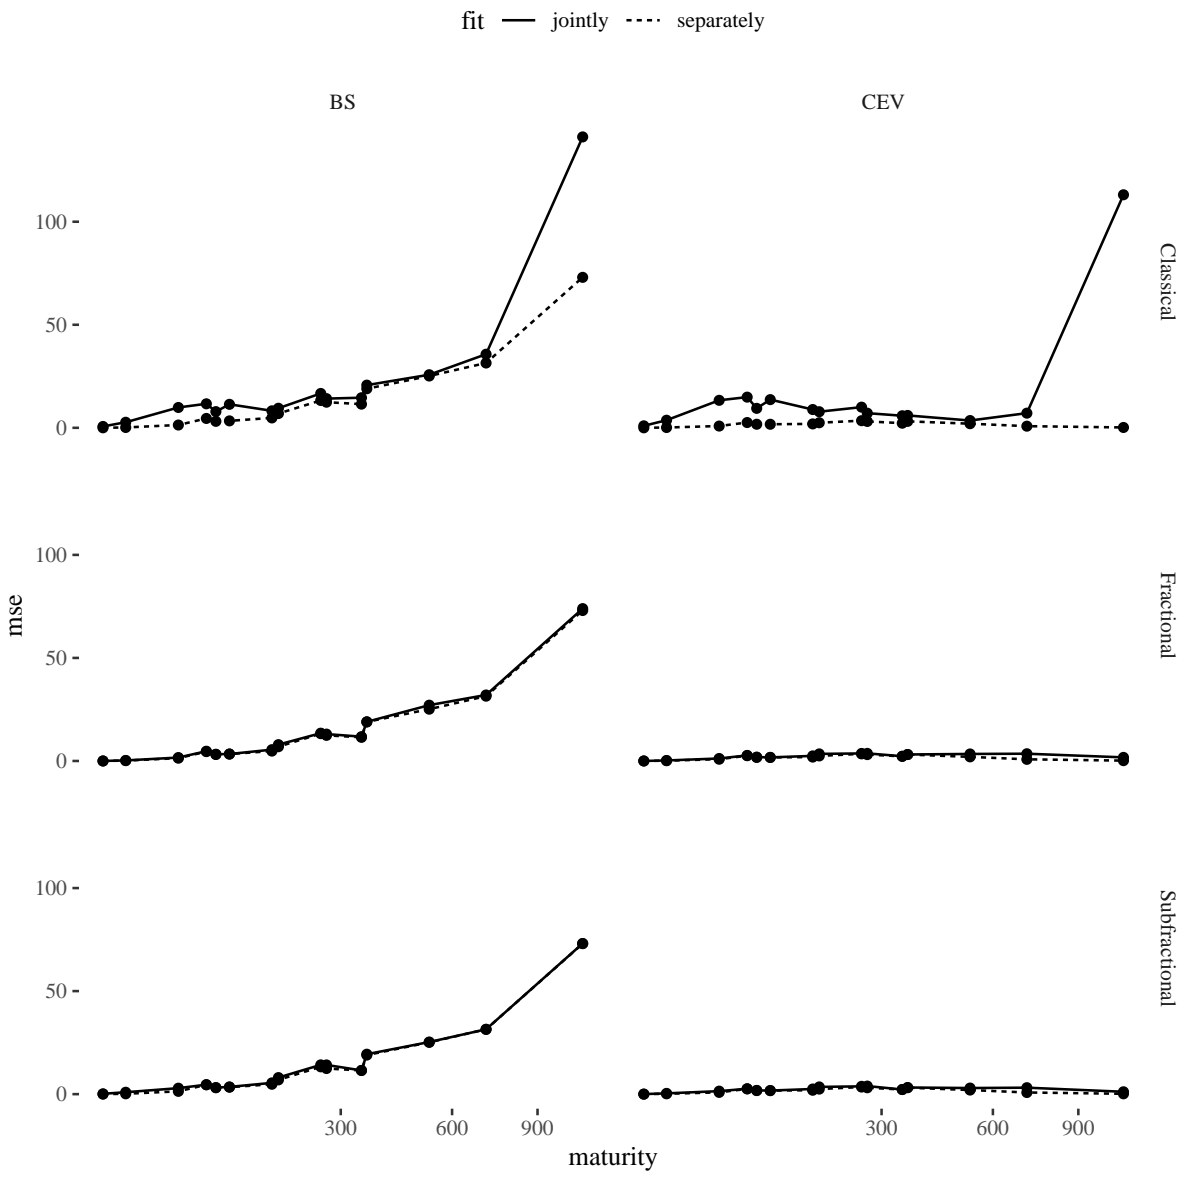 fit jointly separately
BS CEV
100
50
0
Classical
100
50
0
Fractional
mse
100
50
0
Subfractional
300 600 900 300 600 900
maturity